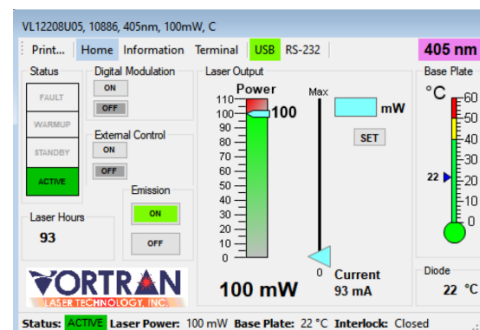 VL12208U05, 10886, 405nm, 100mW, C
Print... Home Information Terminal USB RS-232 405 nm
Status
FAULT
WARMUP
STANDBY
ACTIVE
Laser Hours
93
Digital Modulation
ON
OFF
External Control
ON
OFF
Emission
ON
OFF
VORTRAN
LASER TECHNOLOGY, INC.
Laser Output
Power
110
100
90
80
70
60
50
40
30
20
10
0
100
100 mW
Max
0
mW
SET
Current
93 mA
Base Plate
°C
60
50
40
30
20
10
0
22
Diode
22 °C
Status: ACTIVE Laser Power: 100 mW Base Plate: 22 °C Interlock: Closed